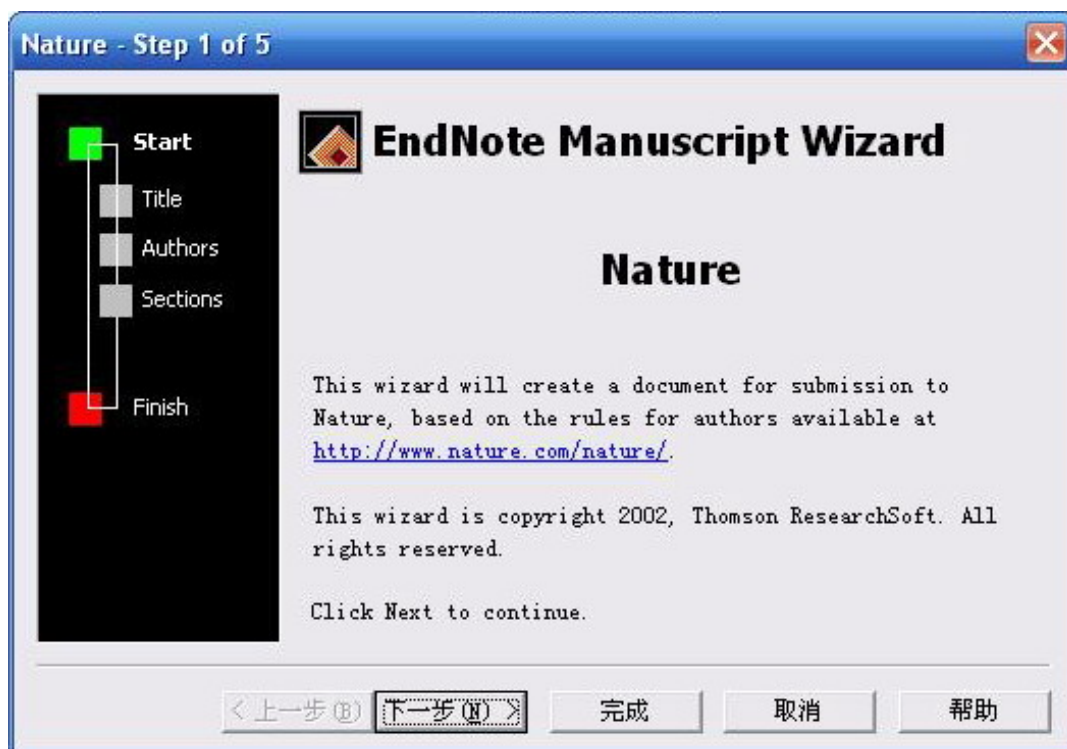 Nature - Step 1 of 5
Start
Title
Authors
Sections
Finish
EndNote Manuscript Wizard
Nature
This wizard will create a document for submission to
Nature, based on the rules for authors available at
http://www.nature.com/nature/.
This wizard is copyright 2002, Thomson ResearchSoft. All
rights reserved.
Click Next to continue.
< 上一步(B) 下一步(N) > 完成 取消 帮助